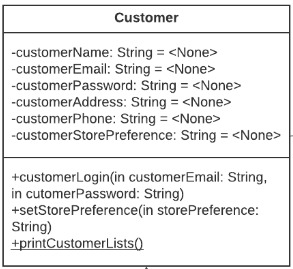 Customer
-customerName: String = <None>
-customerEmail: String = <None>
-customerPassword: String = <None>
-customerAddress: String = <None>
-customerPhone: String = <None>
-customerStorePreference: String = <None>
+customerLogin(in customerEmail: String,
in cutomerPassword: String)
+setStorePreference(in storePreference:
String)
+printCustomerLists()